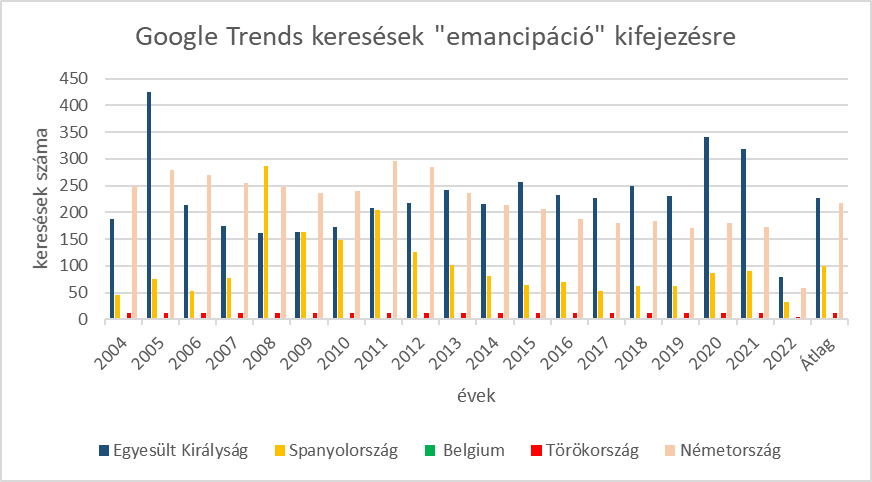 Google Trends keresések "emancipáció" kifejezésre
450
400
350
300
250
200
150
100
50
0
keresések száma
2004 2005 2006 2007 2008 2009 2010 2011 2012 2013 2014 2015 2016 2017 2018 2019 2020 2021 2022 Átlag
évek
Egyesült Királyság Spanyolország Belgium Törökország Németország